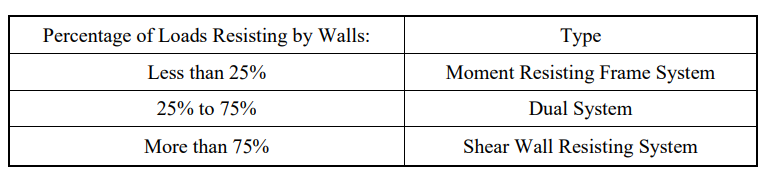 Percentage of Loads Resisting by Walls: Type
Less than 25% Moment Resisting Frame System
25% to 75% Dual System
More than 75% Shear Wall Resisting System